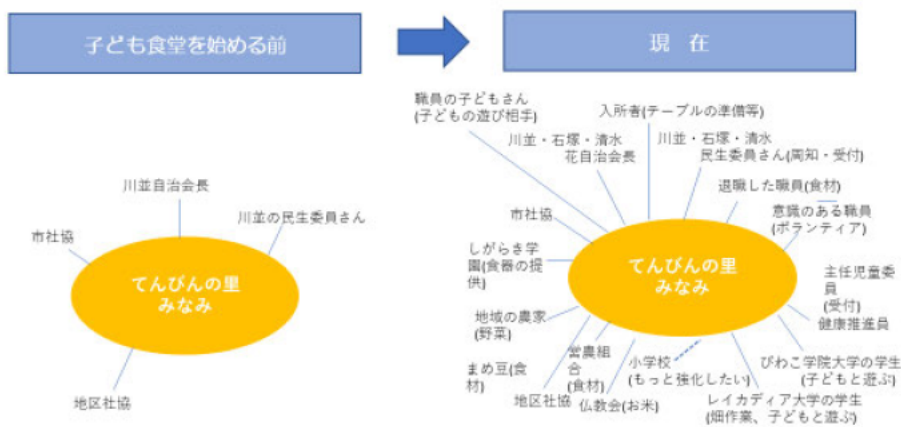 子ども食堂を始める前
現　在
川並自治会長
川並の民生委員さん
市社協
てんびんの里
みなみ
地区社協
職員の子どもさん
(子どもの遊び相手)
入所者(テーブルの準備等)
川並・石塚・清水
花自治会長
川並・石塚・清水
民生委員さん(周知・受付)
退職した職員(食材)
市社協
意識のある職員
(ボランティア)
しがらき学
園(食器の提
供)
てんびんの里
みなみ
主任児童委
員
(受付)
健康推進員
地域の農家
(野菜)
営農組
合
(食材)
小学校
(もっと強化したい)
びわこ学院大学の学生
(子どもと遊ぶ)
まめ豆(食
材)
地区社協
仏教会(お米)
レイカディア大学の学生
(畑作業、子どもと遊ぶ)